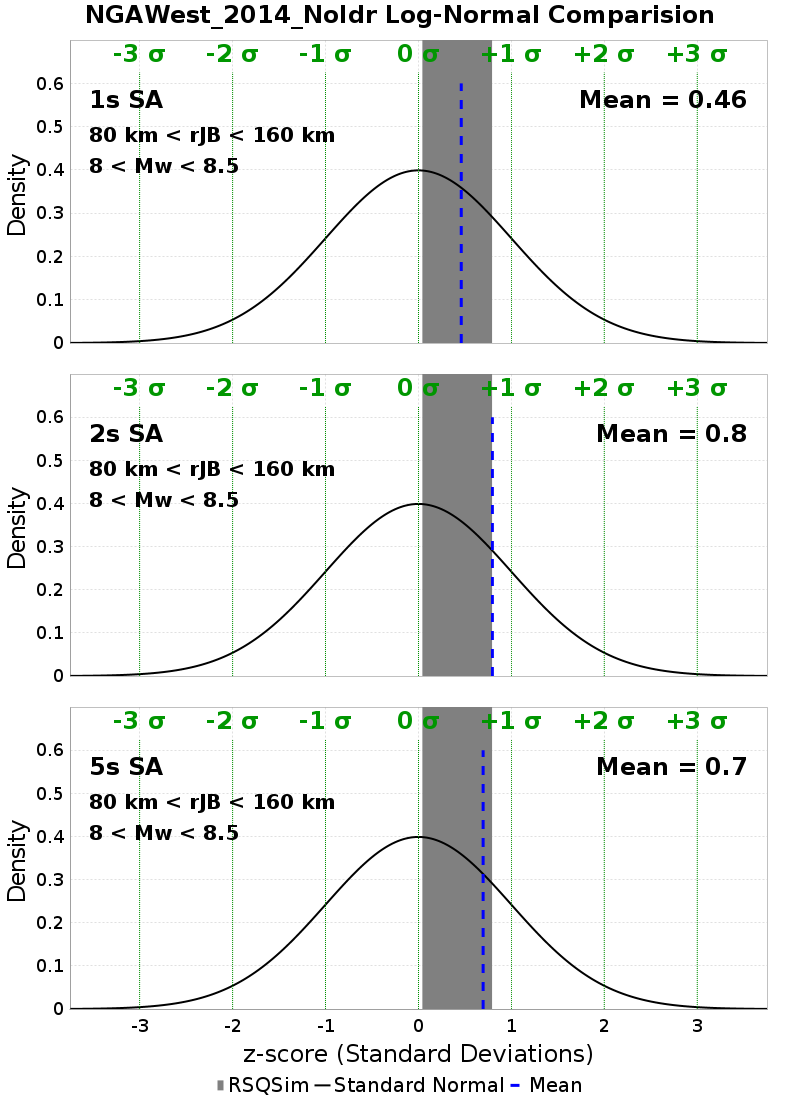 NGAWest_2014_NoIdr Log-Normal Comparision
-3 σ -2 σ -1 σ 0 σ +1 σ +2 σ +3 σ
1s SA Mean = 0.46
80 km < rJB < 160 km
8 < Mw < 8.5
0.6
0.5
0.4
0.3
0.2
0.1
0
Density
-3 σ -2 σ -1 σ 0 σ +1 σ +2 σ +3 σ
2s SA Mean = 0.8
80 km < rJB < 160 km
8 < Mw < 8.5
0.6
0.5
0.4
0.3
0.2
0.1
0
Density
-3 σ -2 σ -1 σ 0 σ +1 σ +2 σ +3 σ
5s SA Mean = 0.7
80 km < rJB < 160 km
8 < Mw < 8.5
0.6
0.5
0.4
0.3
0.2
0.1
0
Density
-3 -2 -1 0 1 2 3
z-score (Standard Deviations)
RSQSim Standard Normal Mean